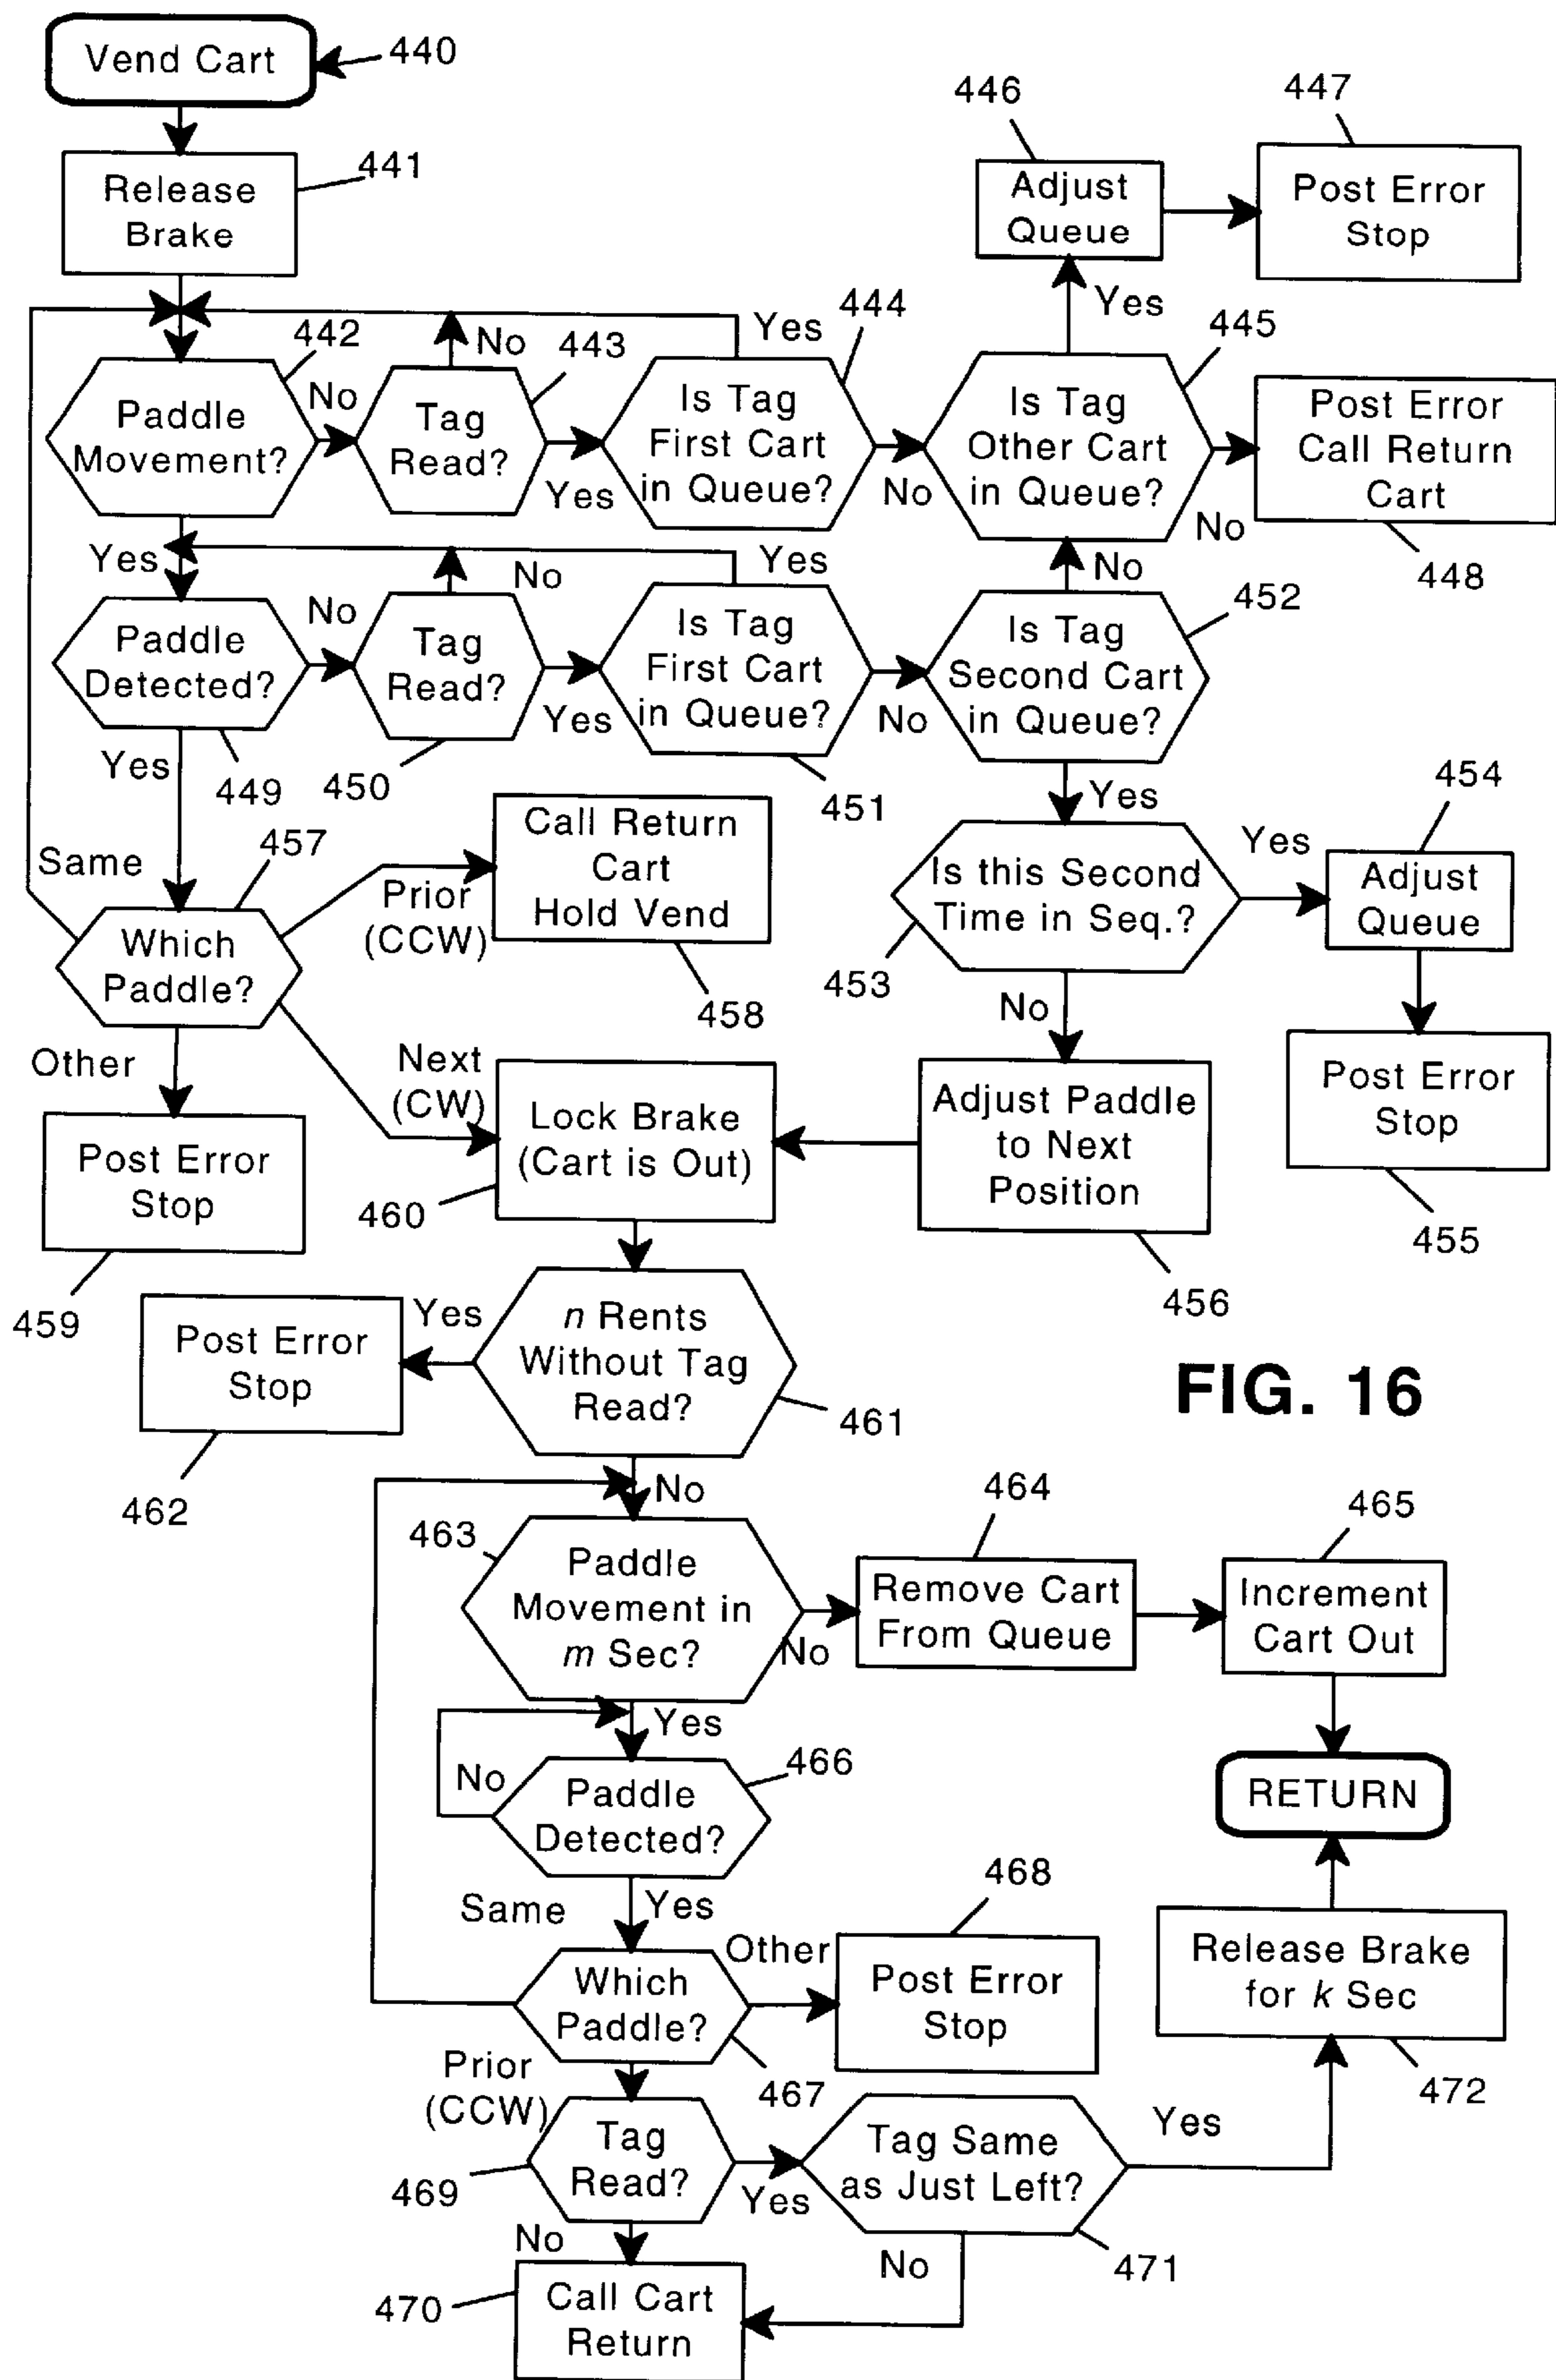 Vend Cart
440
Release
Brake
441
446
Adjust
Queue
447
Post Error
Stop
Yes
442
Paddle
Movement?
No
No
443
Tag
Read?
Yes
Yes
444
Is Tag
First Cart
in Queue?
No
445
Is Tag
Other Cart
in Queue?
No
Post Error
Call Return
Cart
448
Yes
Paddle
Detected?
449
No
No
Tag
Read?
450
Yes
Yes
Is Tag
First Cart
in Queue?
451
No
No
452
Is Tag
Second Cart
in Queue?
Yes
Yes
457
Same
Which
Paddle?
Prior
(CCW)
Call Return
Cart
Hold Vend
458
Is this Second
Time in Seq.?
453
Yes
454
Adjust
Queue
No
Post Error
Stop
455
Other
Post Error
Stop
459
Next
(CW)
Lock Brake
(Cart is Out)
460
Adjust Paddle
to Next
Position
456
Yes
Post Error
Stop
462
n Rents
Without Tag
Read?
461
FIG. 16
No
463
Paddle
Movement in
m Sec?
No
464
Remove Cart
From Queue
465
Increment
Cart Out
Yes
No
466
Paddle
Detected?
RETURN
Same
Yes
Which
Paddle?
467
Other
468
Post Error
Stop
Release Brake
for k Sec
472
Prior
(CCW)
Tag
Read?
469
Yes
Tag Same
as Just Left?
471
Yes
No
No
470
Call Cart
Return